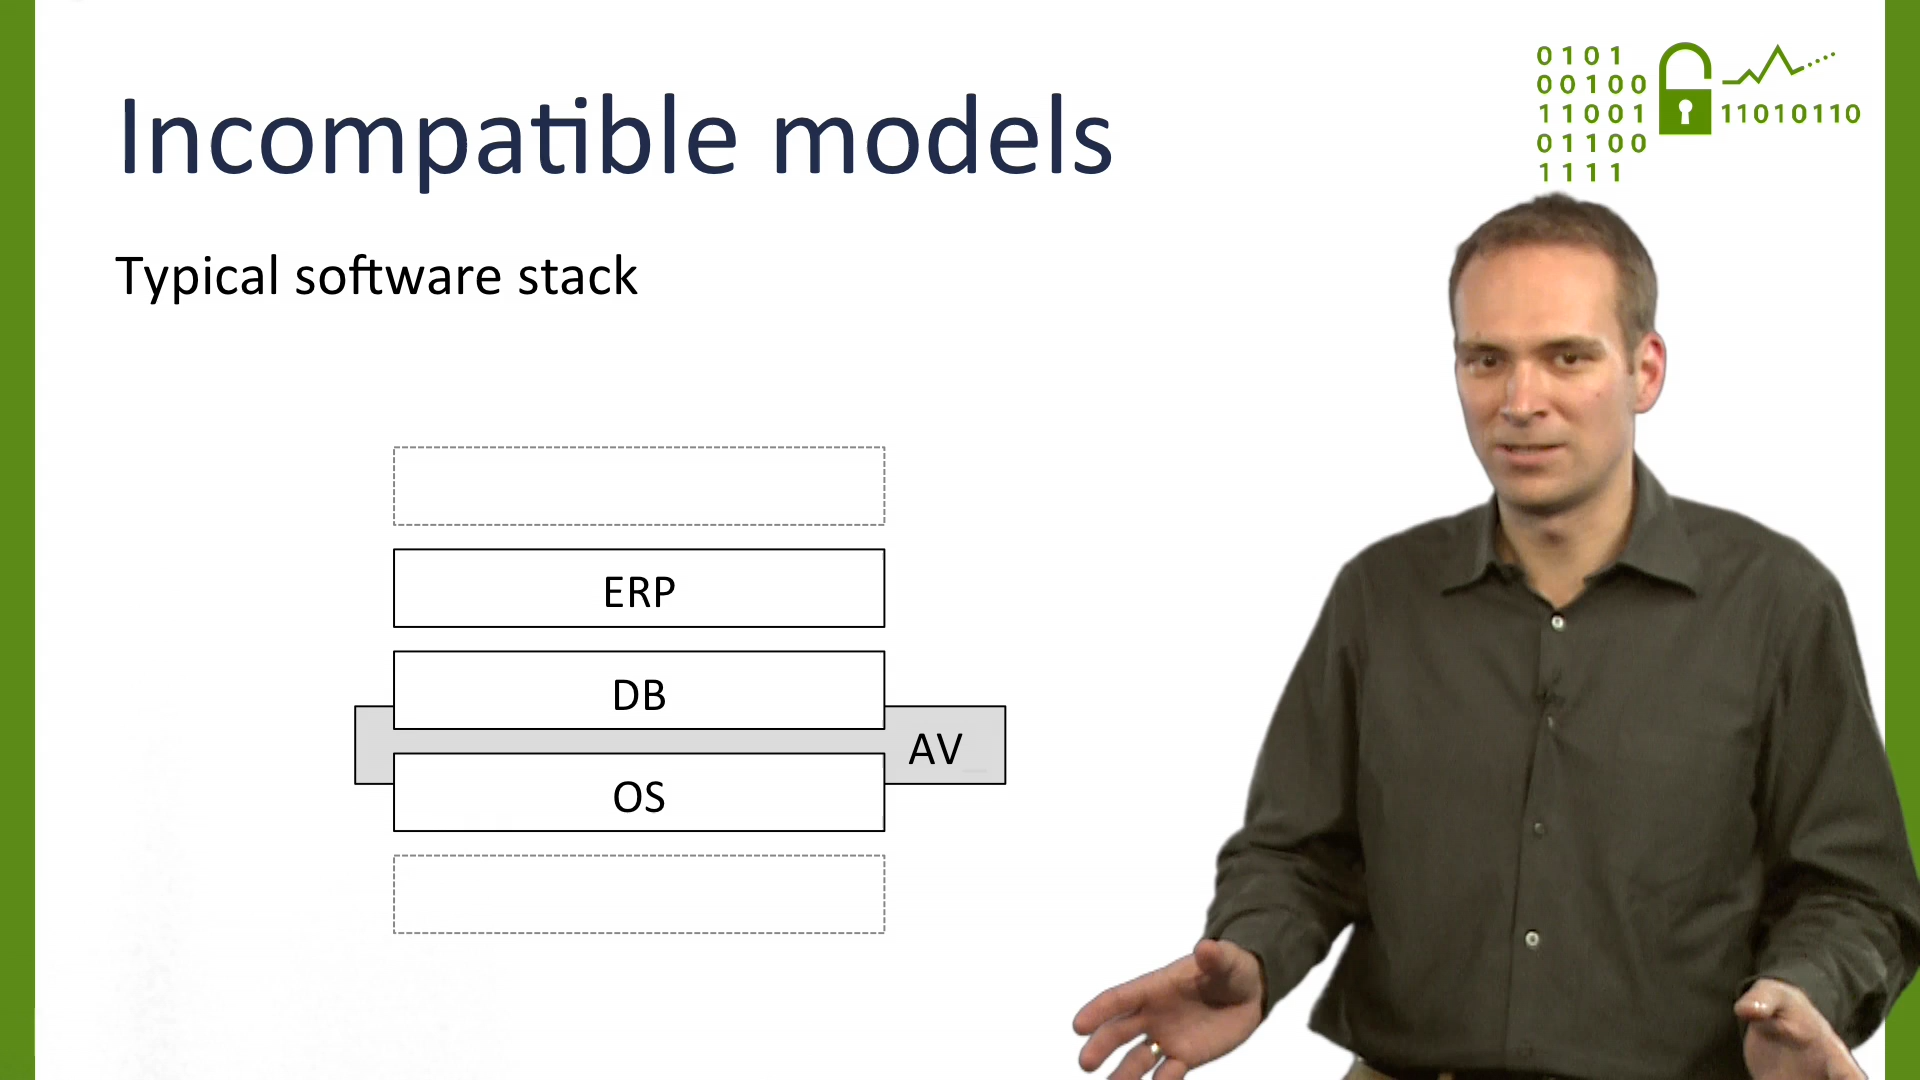 Incompatible models
0101
00100
11001
01100
1111
11010110
Typical software stack
ERP
DB
AV
OS